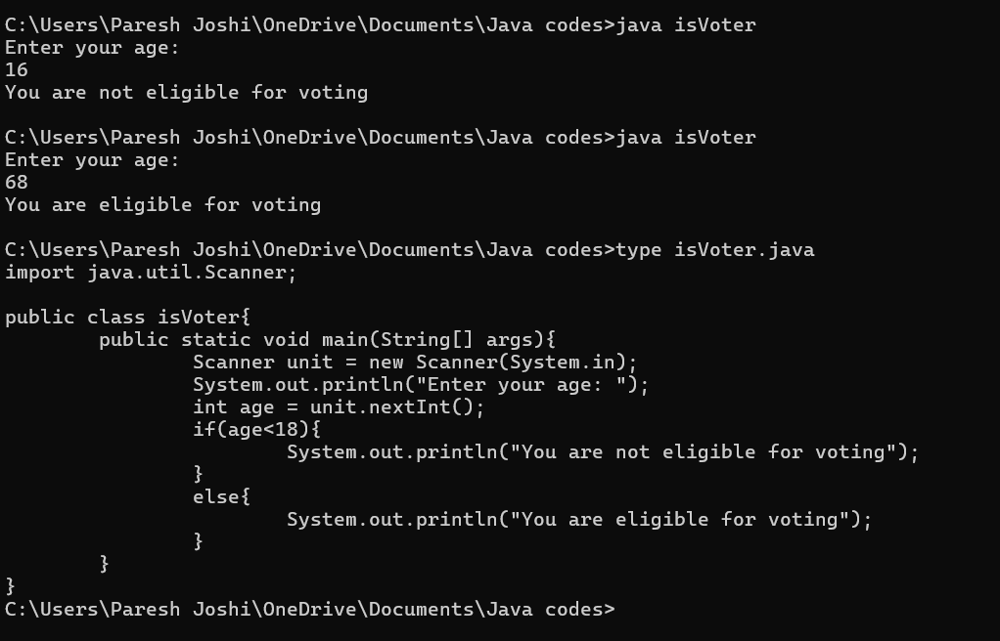 C:\Users\Paresh Joshi\OneDrive\Documents\Java codes>java isVoter
Enter your age:
16
You are not eligible for voting

C:\Users\Paresh Joshi\OneDrive\Documents\Java codes>java isVoter
Enter your age:
68
You are eligible for voting

C:\Users\Paresh Joshi\OneDrive\Documents\Java codes>type isVoter.java
import java.util.Scanner;

public class isVoter{
        public static void main(String[] args){
                Scanner unit = new Scanner(System.in);
                System.out.println("Enter your age: ");
                int age = unit.nextInt();
                if(age<18){
                        System.out.println("You are not eligible for voting");
                }
                else{
                        System.out.println("You are eligible for voting");
                }
        }
}
C:\Users\Paresh Joshi\OneDrive\Documents\Java codes>